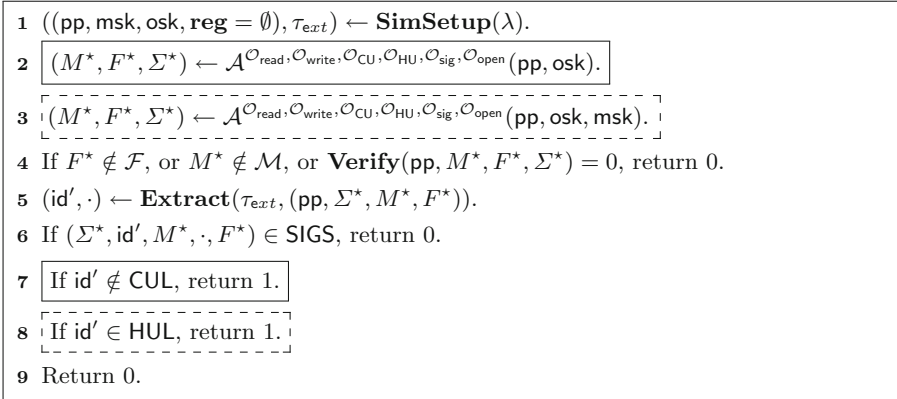 1 ((pp, msk, osk, reg = ∅), τ_ext) ← SimSetup(λ).
2 (M⋆, F⋆, Σ⋆) ← 𝒜^{𝒪_read, 𝒪_write, 𝒪_CU, 𝒪_HU, 𝒪_sig, 𝒪_open}(pp, osk).
3 (M⋆, F⋆, Σ⋆) ← 𝒜^{𝒪_read, 𝒪_write, 𝒪_CU, 𝒪_HU, 𝒪_sig, 𝒪_open}(pp, osk, msk).
4 If F⋆ ∉ ℱ, or M⋆ ∉ ℳ, or Verify(pp, M⋆, F⋆, Σ⋆) = 0, return 0.
5 (id′, ·) ← Extract(τ_ext, (pp, Σ⋆, M⋆, F⋆)).
6 If (Σ⋆, id′, M⋆, ·, F⋆) ∈ SIGS, return 0.
7 If id′ ∉ CUL, return 1.
8 If id′ ∈ HUL, return 1.
9 Return 0.